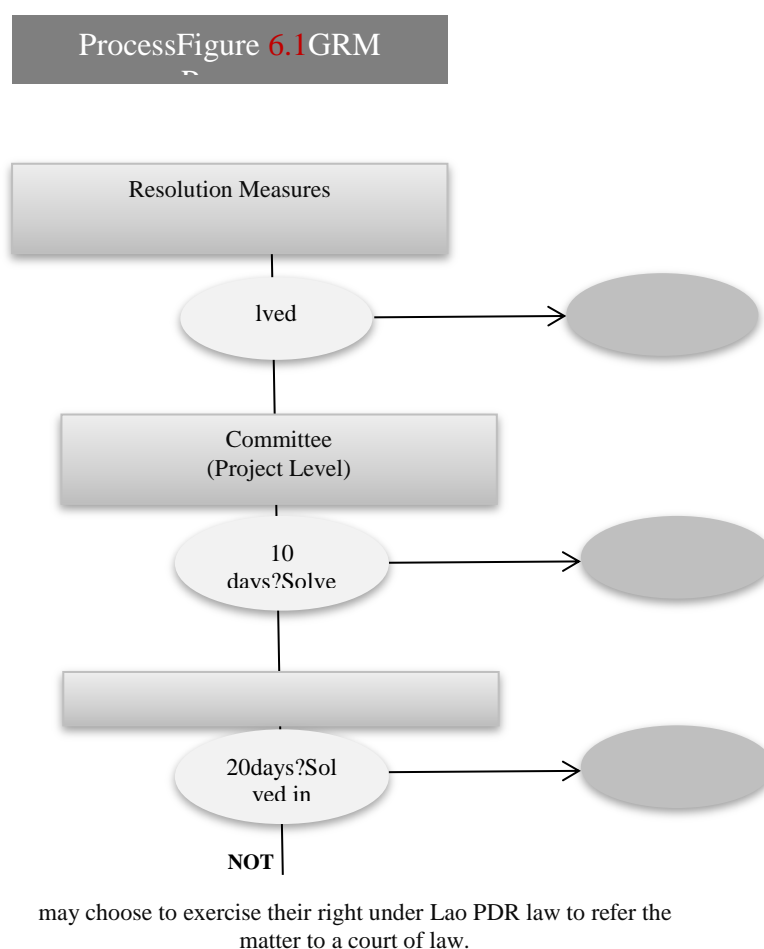 ProcessFigure 6.1GRM
Resolution Measures
lved
Committee
(Project Level)
10
days?Solve
20days?Sol
ved in
NOT
may choose to exercise their right under Lao PDR law to refer the
matter to a court of law.